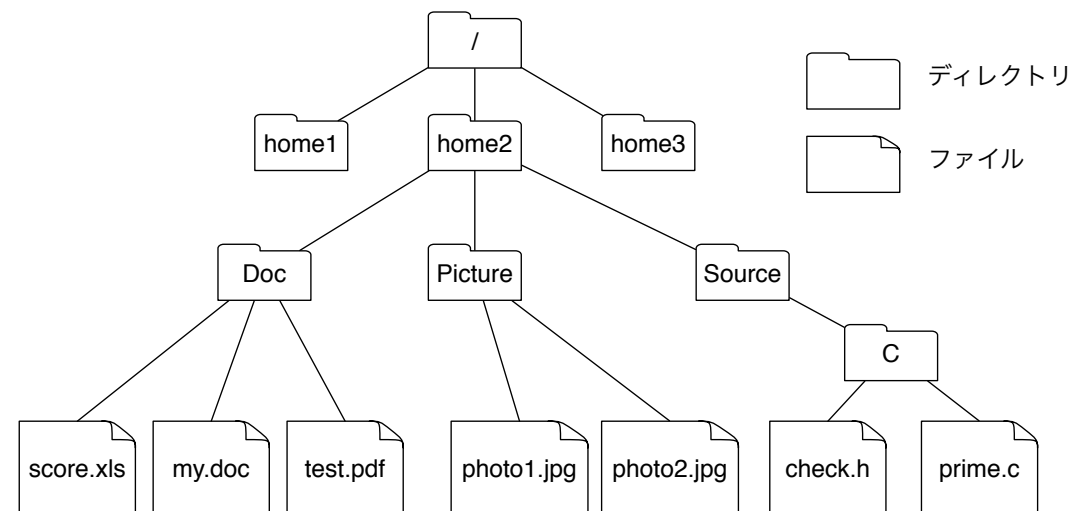 /
ディレクトリ
home1
home2
home3
ファイル
Doc
Picture
Source
C
score.xls
my.doc
test.pdf
photo1.jpg
photo2.jpg
check.h
prime.c